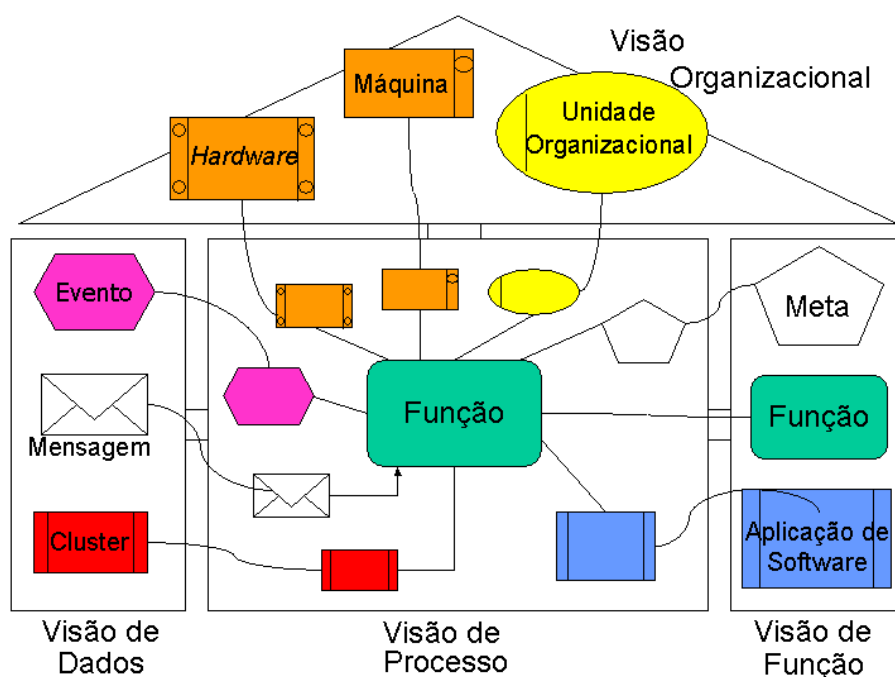 Visão
Organizacional
Máquina
Unidade
Organizacional
Hardware
Evento
Meta
Função
Função
Mensagem
Cluster
Aplicação de
Software
Visão de
Dados
Visão de
Processo
Visão de
Função